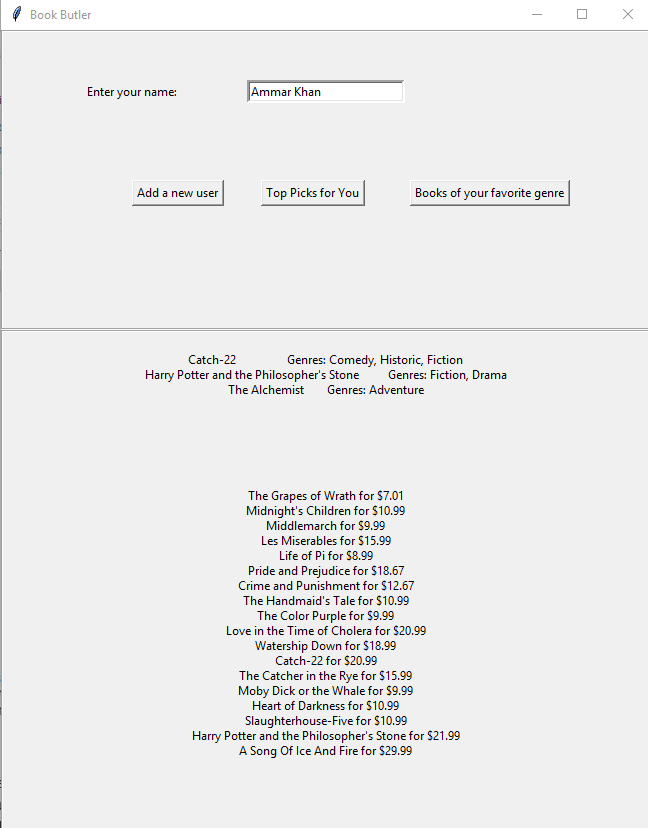 Book Butler
Enter your name: Ammar Khan
Add a new user Top Picks for You Books of your favorite genre
Catch-22 Genres: Comedy, Historic, Fiction
Harry Potter and the Philosopher's Stone Genres: Fiction, Drama
The Alchemist Genres: Adventure
The Grapes of Wrath for $7.01
Midnight's Children for $10.99
Middlemarch for $9.99
Les Miserables for $15.99
Life of Pi for $8.99
Pride and Prejudice for $18.67
Crime and Punishment for $12.67
The Handmaid's Tale for $10.99
The Color Purple for $9.99
Love in the Time of Cholera for $20.99
Watership Down for $18.99
Catch-22 for $20.99
The Catcher in the Rye for $15.99
Moby Dick or the Whale for $9.99
Heart of Darkness for $10.99
Slaughterhouse-Five for $10.99
Harry Potter and the Philosopher's Stone for $21.99
A Song Of Ice And Fire for $29.99